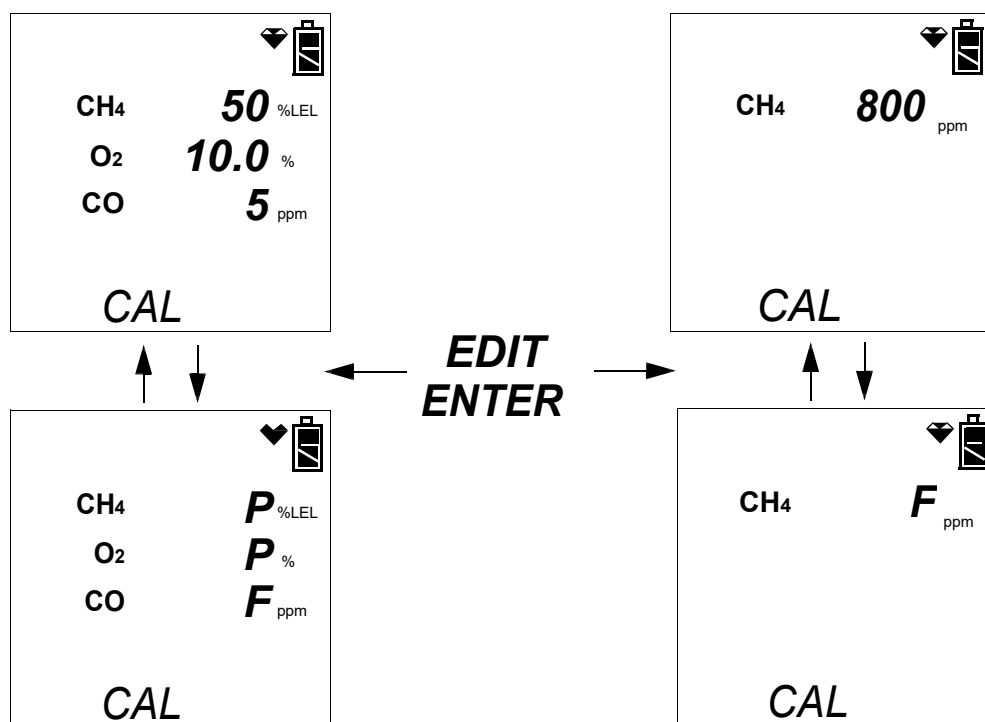 CH4 50 %LEL
O2 10.0 %
CO 5 ppm
CAL
CH4 800 ppm
CAL
EDIT
ENTER
CH4 P %LEL
O2 P %
CO F ppm
CAL
CH4 F ppm
CAL